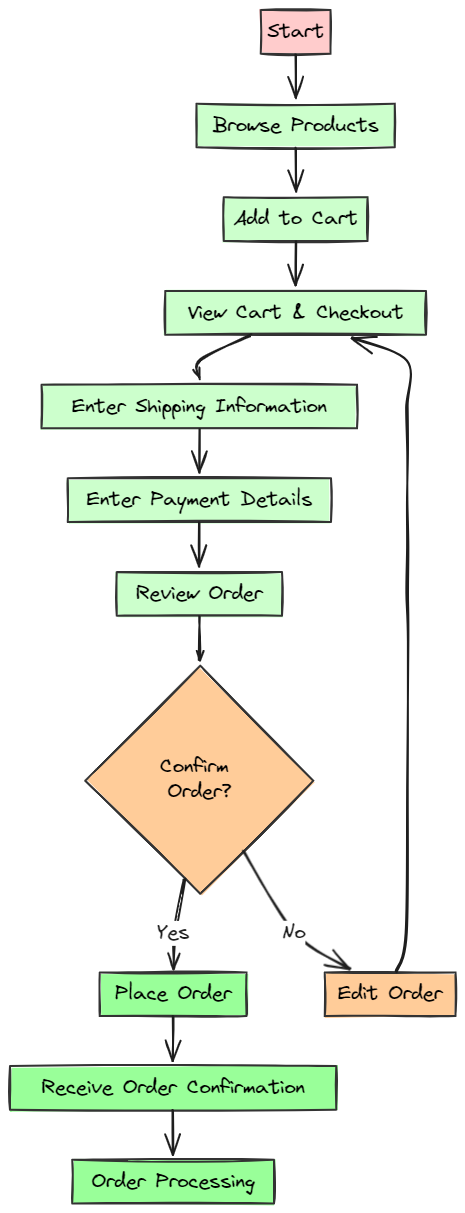 Start
Browse Products
Add to Cart
View Cart & Checkout
Enter Shipping Information
Enter Payment Details
Review Order
Confirm
Order?
Yes
No
Place Order
Edit Order
Receive Order Confirmation
Order Processing